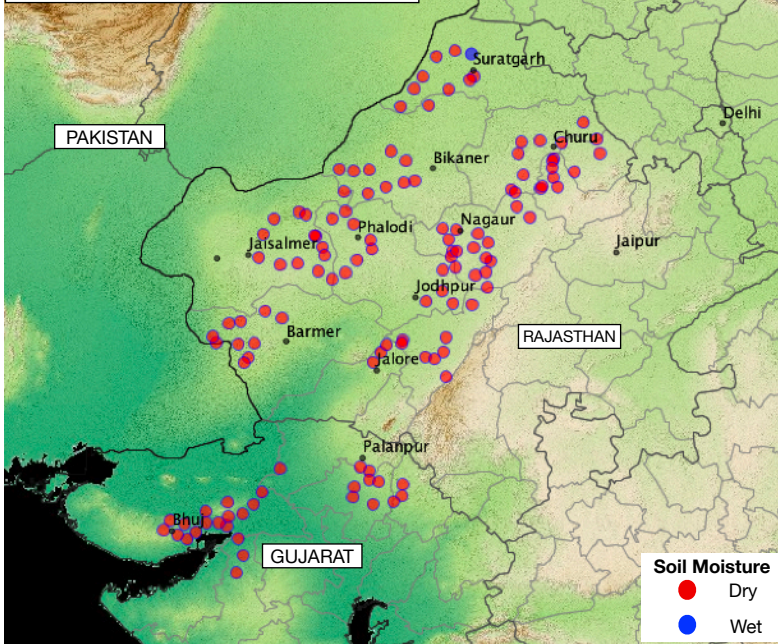 Suratgarh
Delhi
PAKISTAN
Churu
Bikaner
Nagaur
Phalodi
Jaisalmer
Jaipur
Jodhpur
Barmer
RAJASTHAN
Jalore
Palanpur
Bhuj
GUJARAT
Soil Moisture
Dry
Wet